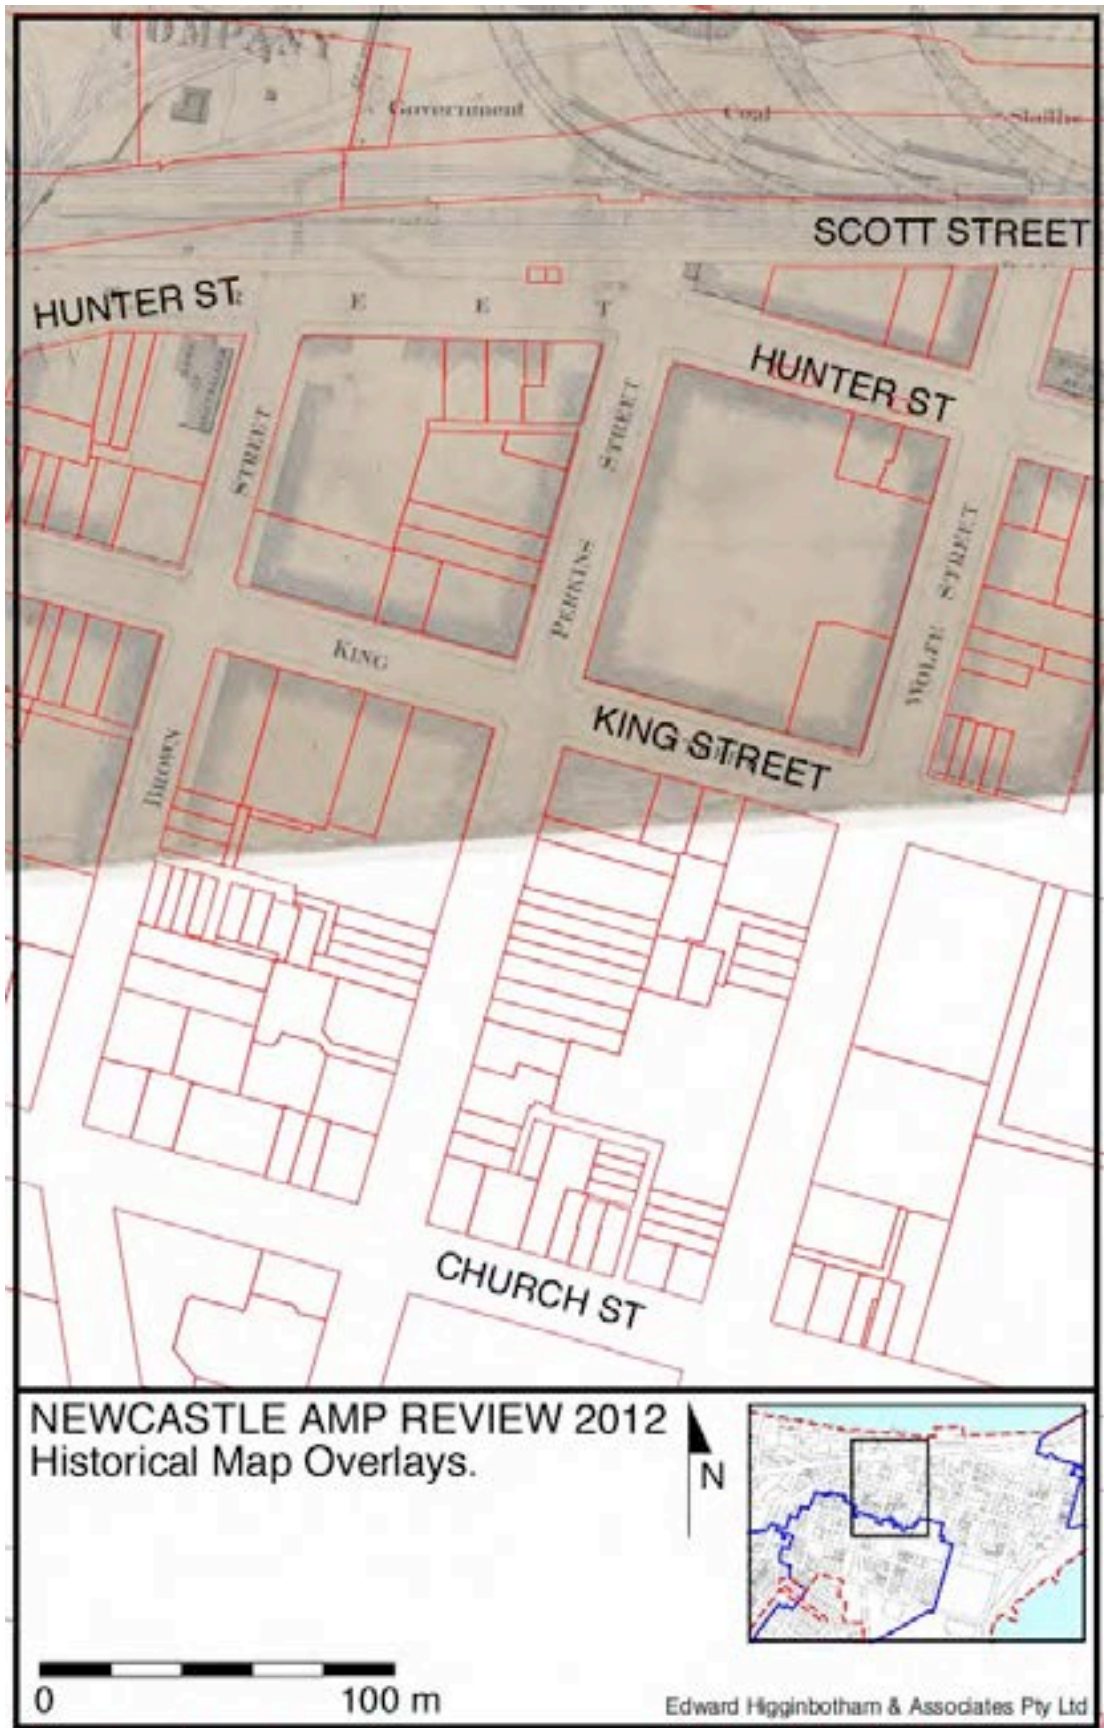 COMPANY
Government
Coal
Staiths
SCOTT STREET
HUNTER ST
E E T
HUNTER ST
STREET
STREET
PERKINS
WOLFE STREET
KING
KING STREET
BROWN
CHURCH ST
NEWCASTLE AMP REVIEW 2012
Historical Map Overlays.
N
0 100 m
Edward Higginbotham & Associates Pty Ltd